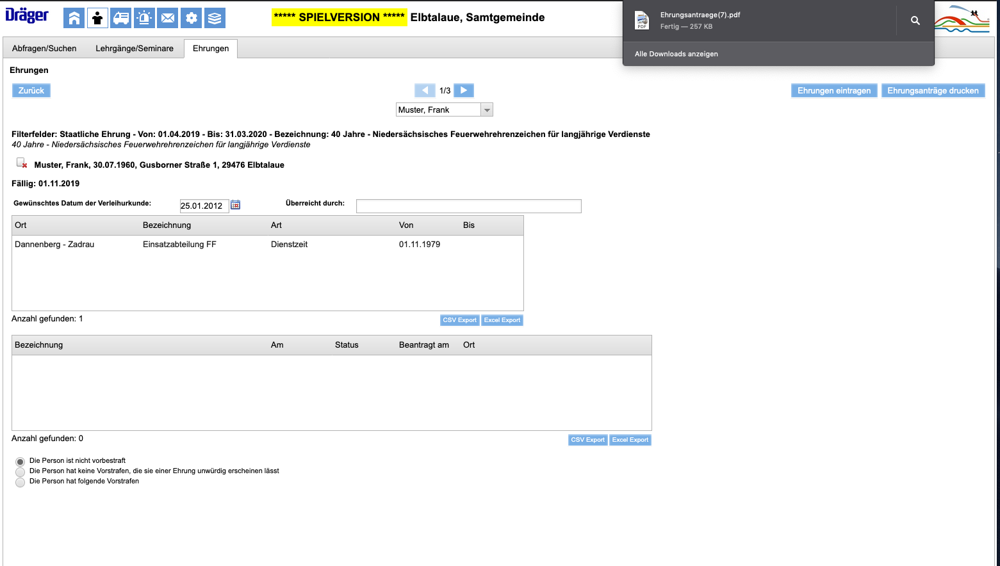 Dräger
***** SPIELVERSION ***** Elbtalaue, Samtgemeinde
Ehrungsantraege(7).pdf
Fertig — 257 KB
PDF
Alle Downloads anzeigen
Abfragen/Suchen Lehrgänge/Seminare Ehrungen
Ehrungen
Zurück 1/3 Ehrungen eintragen Ehrungsanträge drucken
Muster, Frank
Filterfelder: Staatliche Ehrung - Von: 01.04.2019 - Bis: 31.03.2020 - Bezeichnung: 40 Jahre - Niedersächsisches Feuerwehrehrenzeichen für langjährige Verdienste
40 Jahre - Niedersächsisches Feuerwehrehrenzeichen für langjährige Verdienste
Muster, Frank, 30.07.1960, Gusborner Straße 1, 29476 Elbtalaue
Fällig: 01.11.2019
Gewünschtes Datum der Verleihurkunde: 25.01.2012 Überreicht durch:
Ort Bezeichnung Art Von Bis
Dannenberg - Zadrau Einsatzabteilung FF Dienstzeit 01.11.1979
Anzahl gefunden: 1 CSV Export Excel Export
Bezeichnung Am Status Beantragt am Ort
Anzahl gefunden: 0 CSV Export Excel Export
Die Person ist nicht vorbestraft
Die Person hat keine Vorstrafen, die sie einer Ehrung unwürdig erscheinen lässt
Die Person hat folgende Vorstrafen